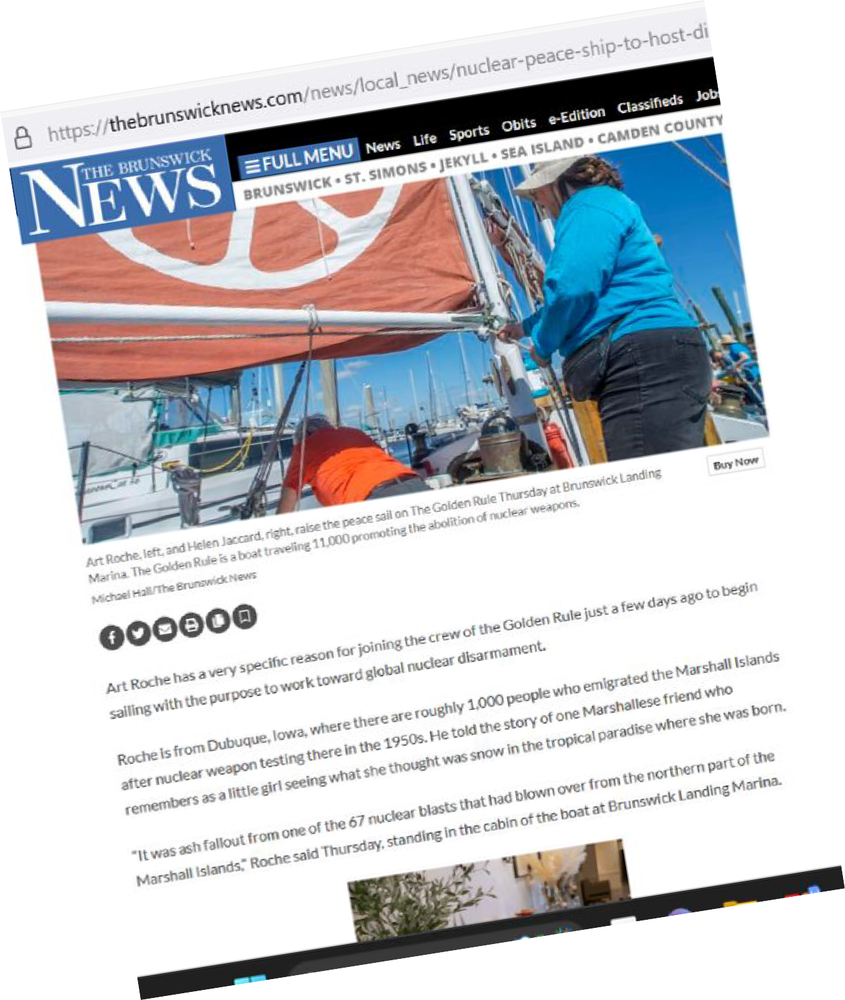 https://thebrunswicknews.com/news/local_news/nuclear-peace-ship-to-host-di
THE BRUNSWICK
NEWS
FULL MENU News Life Sports Obits e-Edition Classifieds Job
BRUNSWICK • ST. SIMONS • JEKYLL • SEA ISLAND • CAMDEN COUNTY
Buy Now
Art Roche, left, and Helen Jaccard, right, raise the peace sail on The Golden Rule Thursday at Brunswick Landing
Marina. The Golden Rule is a boat traveling 11,000 promoting the abolition of nuclear weapons.
Michael Hall/The Brunswick News
Art Roche has a very specific reason for joining the crew of the Golden Rule just a few days ago to begin
sailing with the purpose to work toward global nuclear disarmament.
Roche is from Dubuque, Iowa, where there are roughly 1,000 people who emigrated the Marshall Islands
after nuclear weapon testing there in the 1950s. He told the story of one Marshallese friend who
remembers as a little girl seeing what she thought was snow in the tropical paradise where she was born.
"It was ash fallout from one of the 67 nuclear blasts that had blown over from the northern part of the
Marshall Islands," Roche said Thursday, standing in the cabin of the boat at Brunswick Landing Marina.